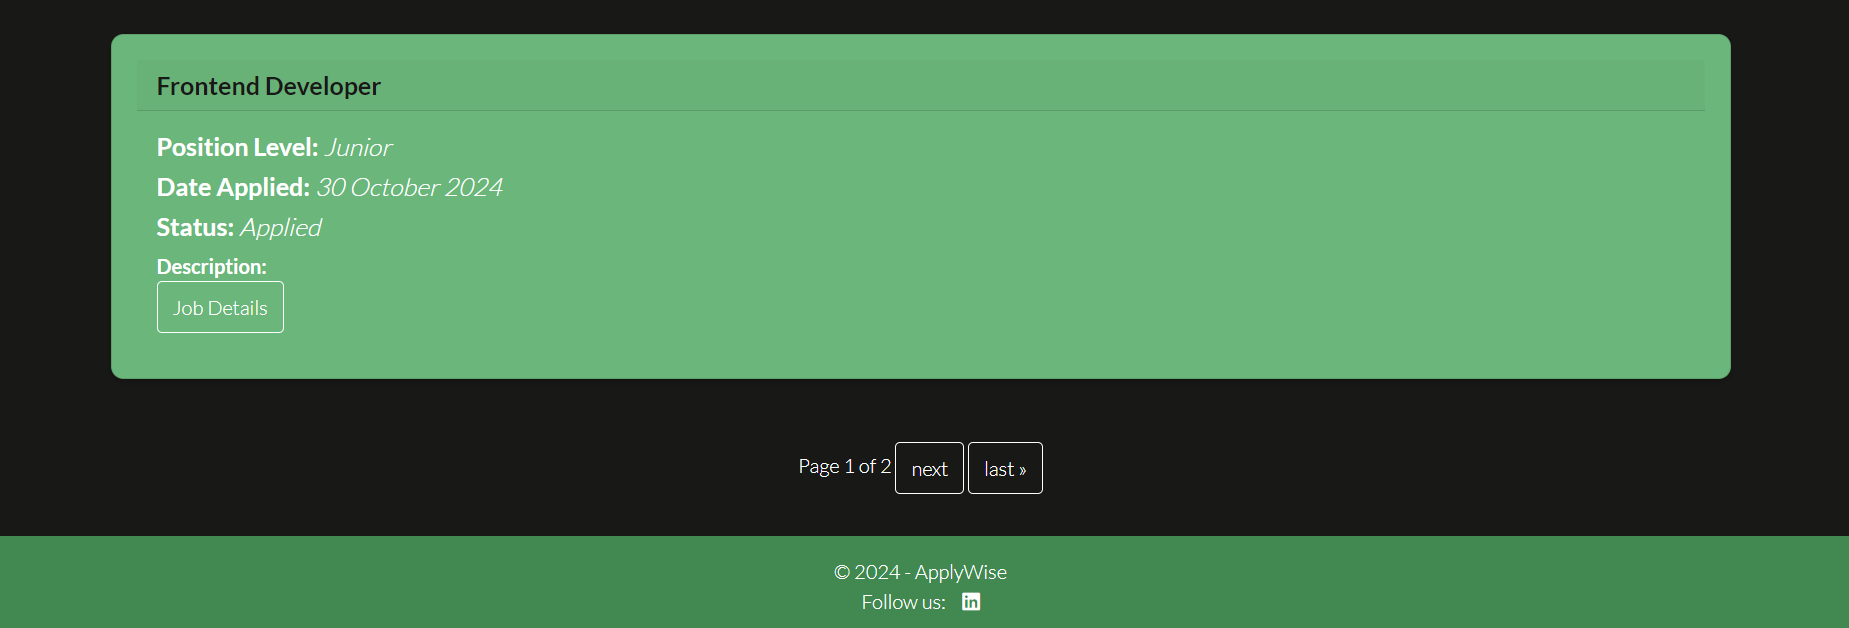 Frontend Developer
Position Level: Junior
Date Applied: 30 October 2024
Status: Applied
Description:
Job Details
Page 1 of 2 next last »
© 2024 - ApplyWise
Follow us: in